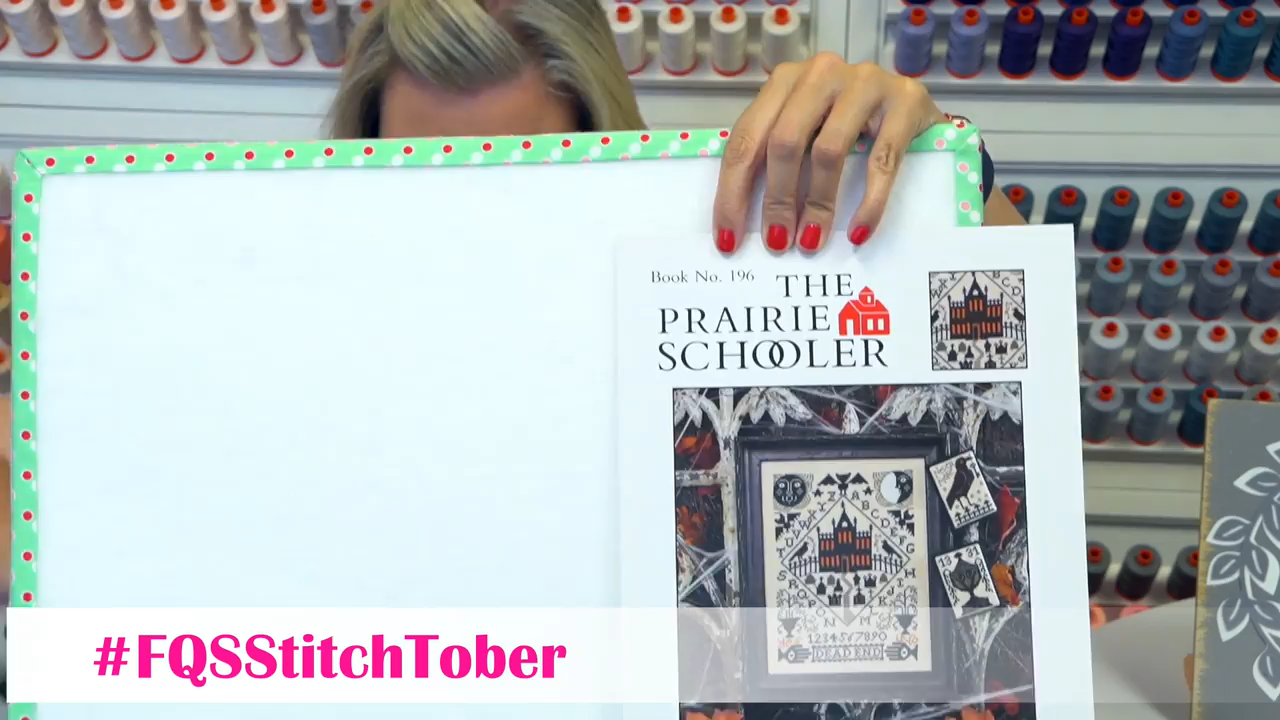 Book No. 196
THE
PRAIRIE
SCHOOLER
1234567890
DEAD END
#FQSStitchTober